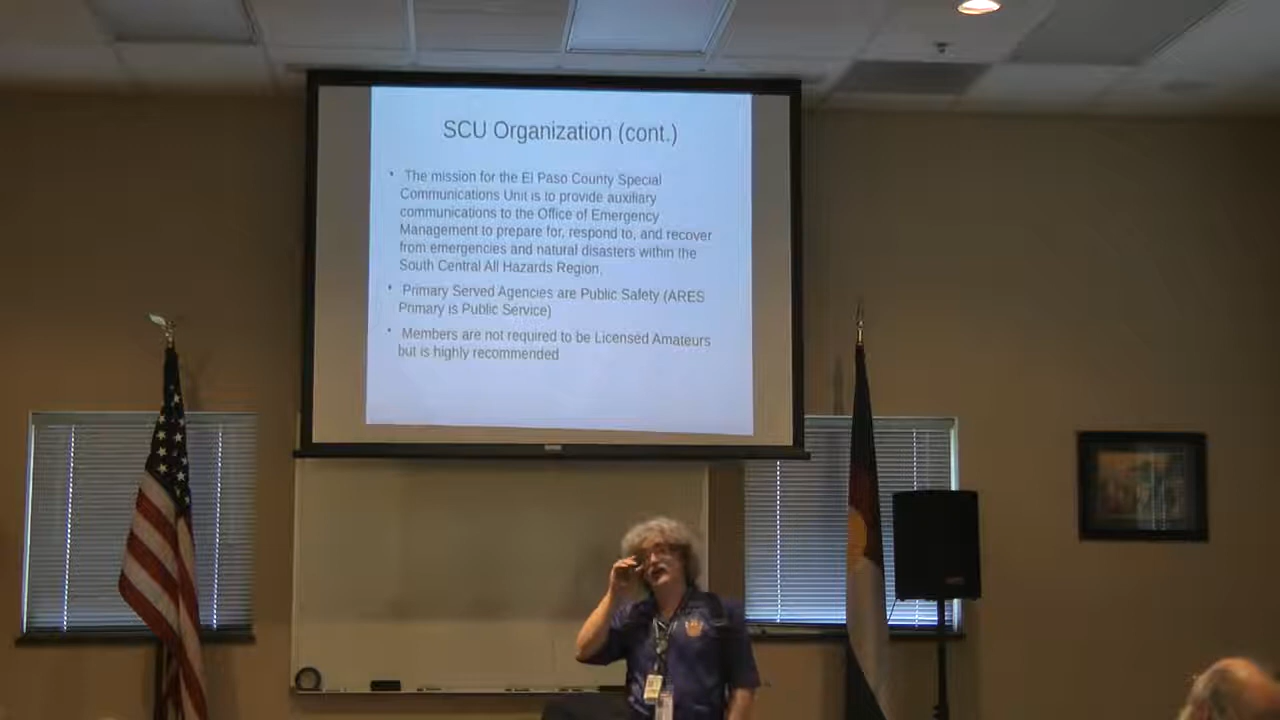 SCU Organization (cont.)
• The mission for the El Paso County Special
Communications Unit is to provide auxiliary
communications to the Office of Emergency
Management to prepare for, respond to, and recover
from emergencies and natural disasters within the
South Central All Hazards Region.
• Primary Served Agencies are Public Safety (ARES
Primary is Public Service)
• Members are not required to be Licensed Amateurs
but is highly recommended